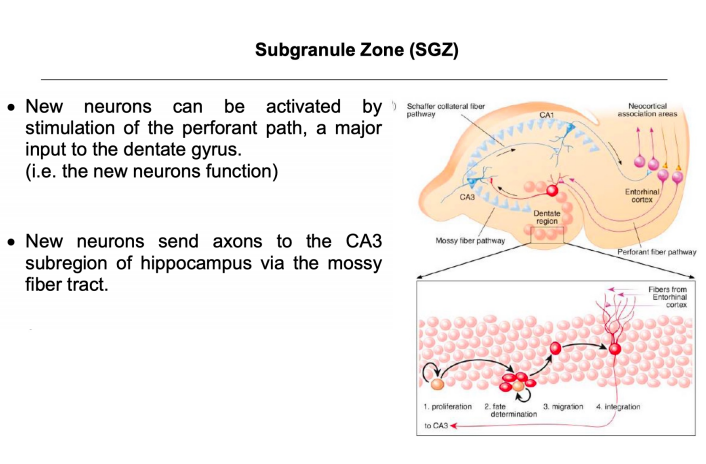 Subgranule Zone (SGZ)
• New neurons can be activated by
stimulation of the perforant path, a major
input to the dentate gyrus.
(i.e. the new neurons function)
• New neurons send axons to the CA3
subregion of hippocampus via the mossy
fiber tract.
Schaffer collateral fiber
pathway
CA1
Neocortical
association areas
CA3
Entorhinal
cortex
Dentate
region
Mossy fiber pathway
Perforant fiber pathway
Fibers from
Entorhinal
cortex
1. proliferation
2. fate
determination
3. migration
4. integration
to CA3